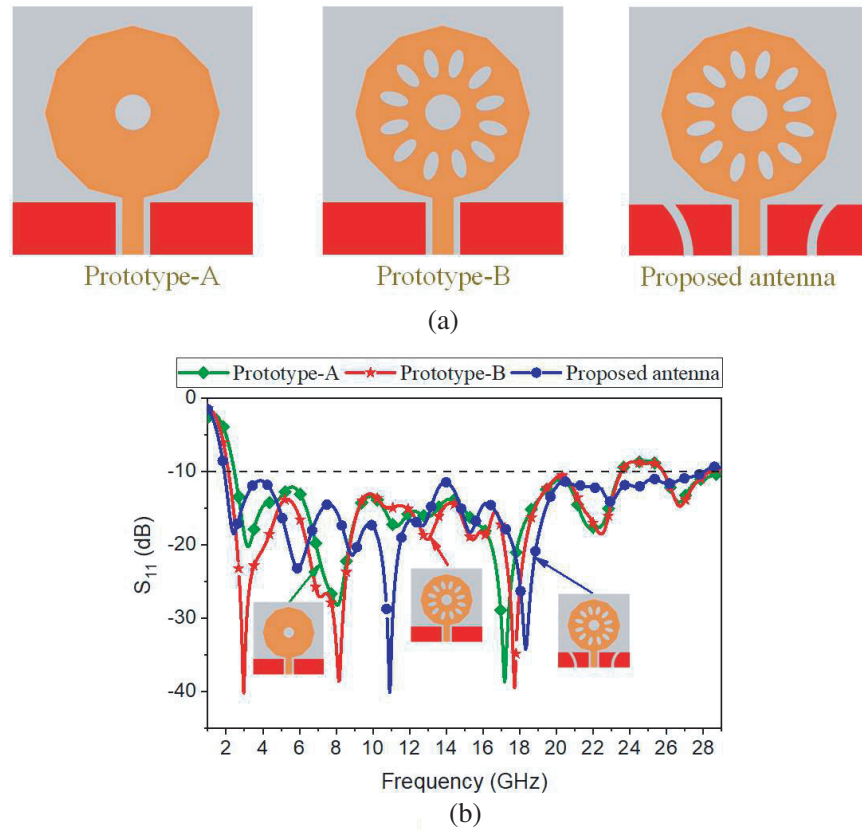 Prototype-A Prototype-B Proposed antenna
(a)
Prototype-A Prototype-B Proposed antenna
0
-10
-20
-30
-40
S11 (dB)
2 4 6 8 10 12 14 16 18 20 22 24 26 28
Frequency (GHz)
(b)